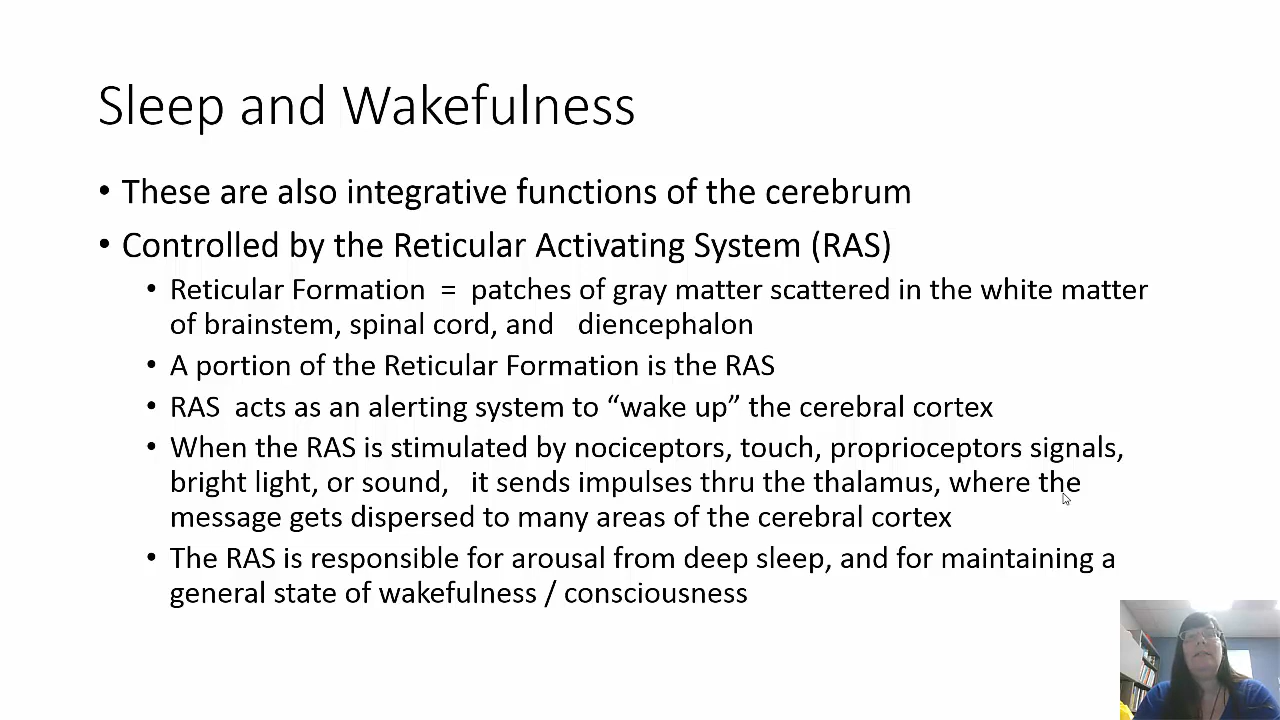 Sleep and Wakefulness
• These are also integrative functions of the cerebrum
• Controlled by the Reticular Activating System (RAS)
• Reticular Formation = patches of gray matter scattered in the white matter
of brainstem, spinal cord, and diencephalon
• A portion of the Reticular Formation is the RAS
• RAS acts as an alerting system to “wake up” the cerebral cortex
• When the RAS is stimulated by nociceptors, touch, proprioceptors signals,
bright light, or sound, it sends impulses thru the thalamus, where the
message gets dispersed to many areas of the cerebral cortex
• The RAS is responsible for arousal from deep sleep, and for maintaining a
general state of wakefulness / consciousness